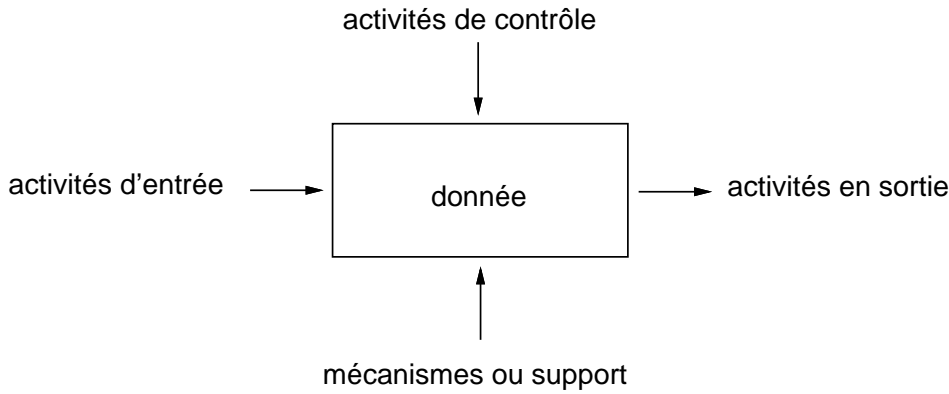 activités de contrôle
activités d'entrée
donnée
activités en sortie
mécanismes ou support